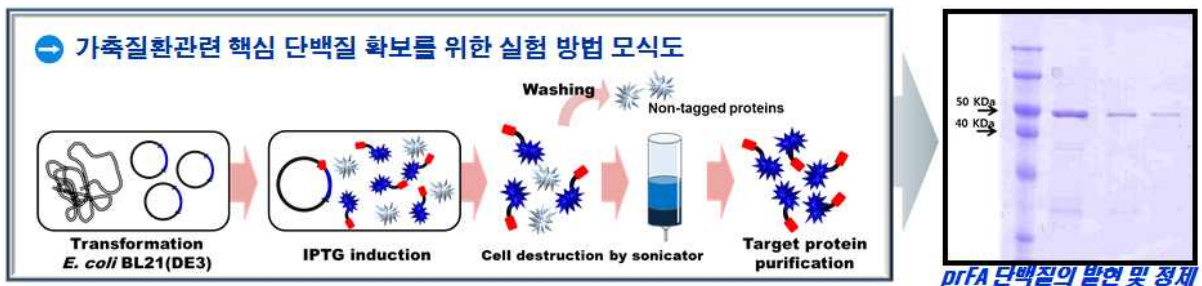 가축질환관련 핵심 단백질 확보를 위한 실험 방법 모식도
Washing
Non-tagged proteins
Transformation
E. coli BL21(DE3)
IPTG induction
Cell destruction by sonicator
Target protein
purification
50 KDa
40 KDa
prFA 단백질의 발현 및 정제